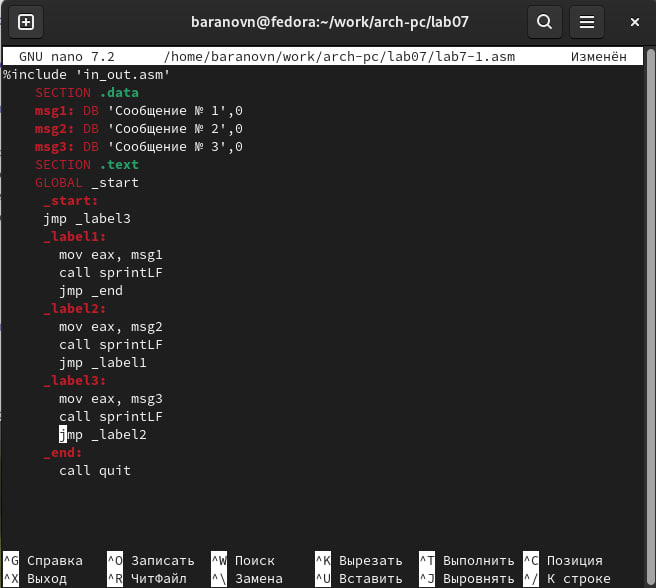 baranovn@fedora:~/work/arch-pc/lab07
GNU nano 7.2 /home/baranovn/work/arch-pc/lab07/lab7-1.asm Изменён
%include 'in_out.asm'
SECTION .data
msg1: DB 'Сообщение № 1',0
msg2: DB 'Сообщение № 2',0
msg3: DB 'Сообщение № 3',0
SECTION .text
GLOBAL _start
_start:
jmp _label3
_label1:
mov eax, msg1
call sprintLF
jmp _end
_label2:
mov eax, msg2
call sprintLF
jmp _label1
_label3:
mov eax, msg3
call sprintLF
jmp _label2
_end:
call quit
^G Справка ^O Записать ^W Поиск ^K Вырезать ^T Выполнить ^C Позиция
^X Выход ^R ЧитФайл ^\ Замена ^U Вставить ^J Выровнять ^/ К строке